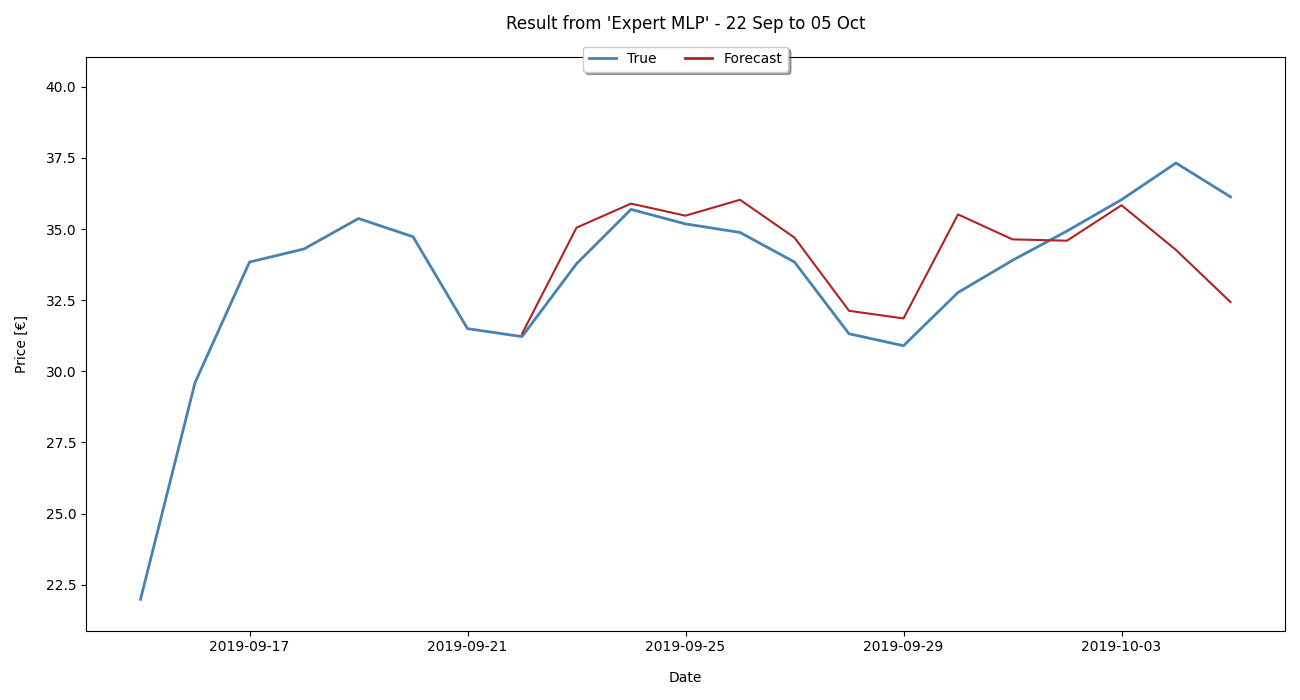 Result from 'Expert MLP' - 22 Sep to 05 Oct
True Forecast
40.0
37.5
35.0
32.5
30.0
27.5
25.0
22.5
Price [€]
2019-09-17 2019-09-21 2019-09-25 2019-09-29 2019-10-03
Date